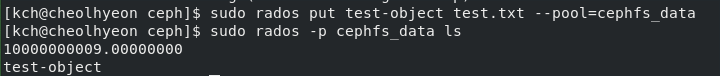 [kch@cheolhyeon ceph]$ sudo rados put test-object test.txt --pool=cephfs_data
[kch@cheolhyeon ceph]$ sudo rados -p cephfs_data ls
10000000009.00000000
test-object